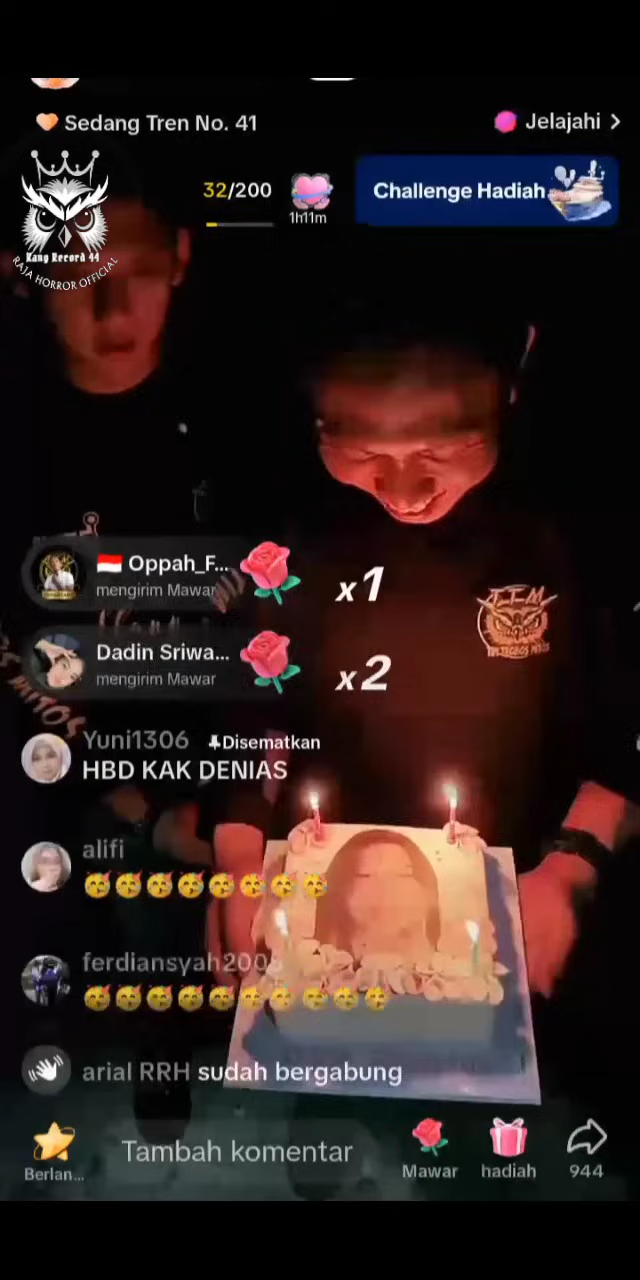 Sedang Tren No. 41
Jelajahi >
32/200
1h11m
Challenge Hadiah
Kang Record 44
RAJA HORROR OFFICIAL
Oppah_F...
mengirim Mawar
x1
Dadin Sriwa...
mengirim Mawar
x2
Yuni1306 Disematkan
HBD KAK DENIAS
alifi
ferdiansyah2008
arial RRH sudah bergabung
Berlan...
Tambah komentar
Mawar
hadiah
944